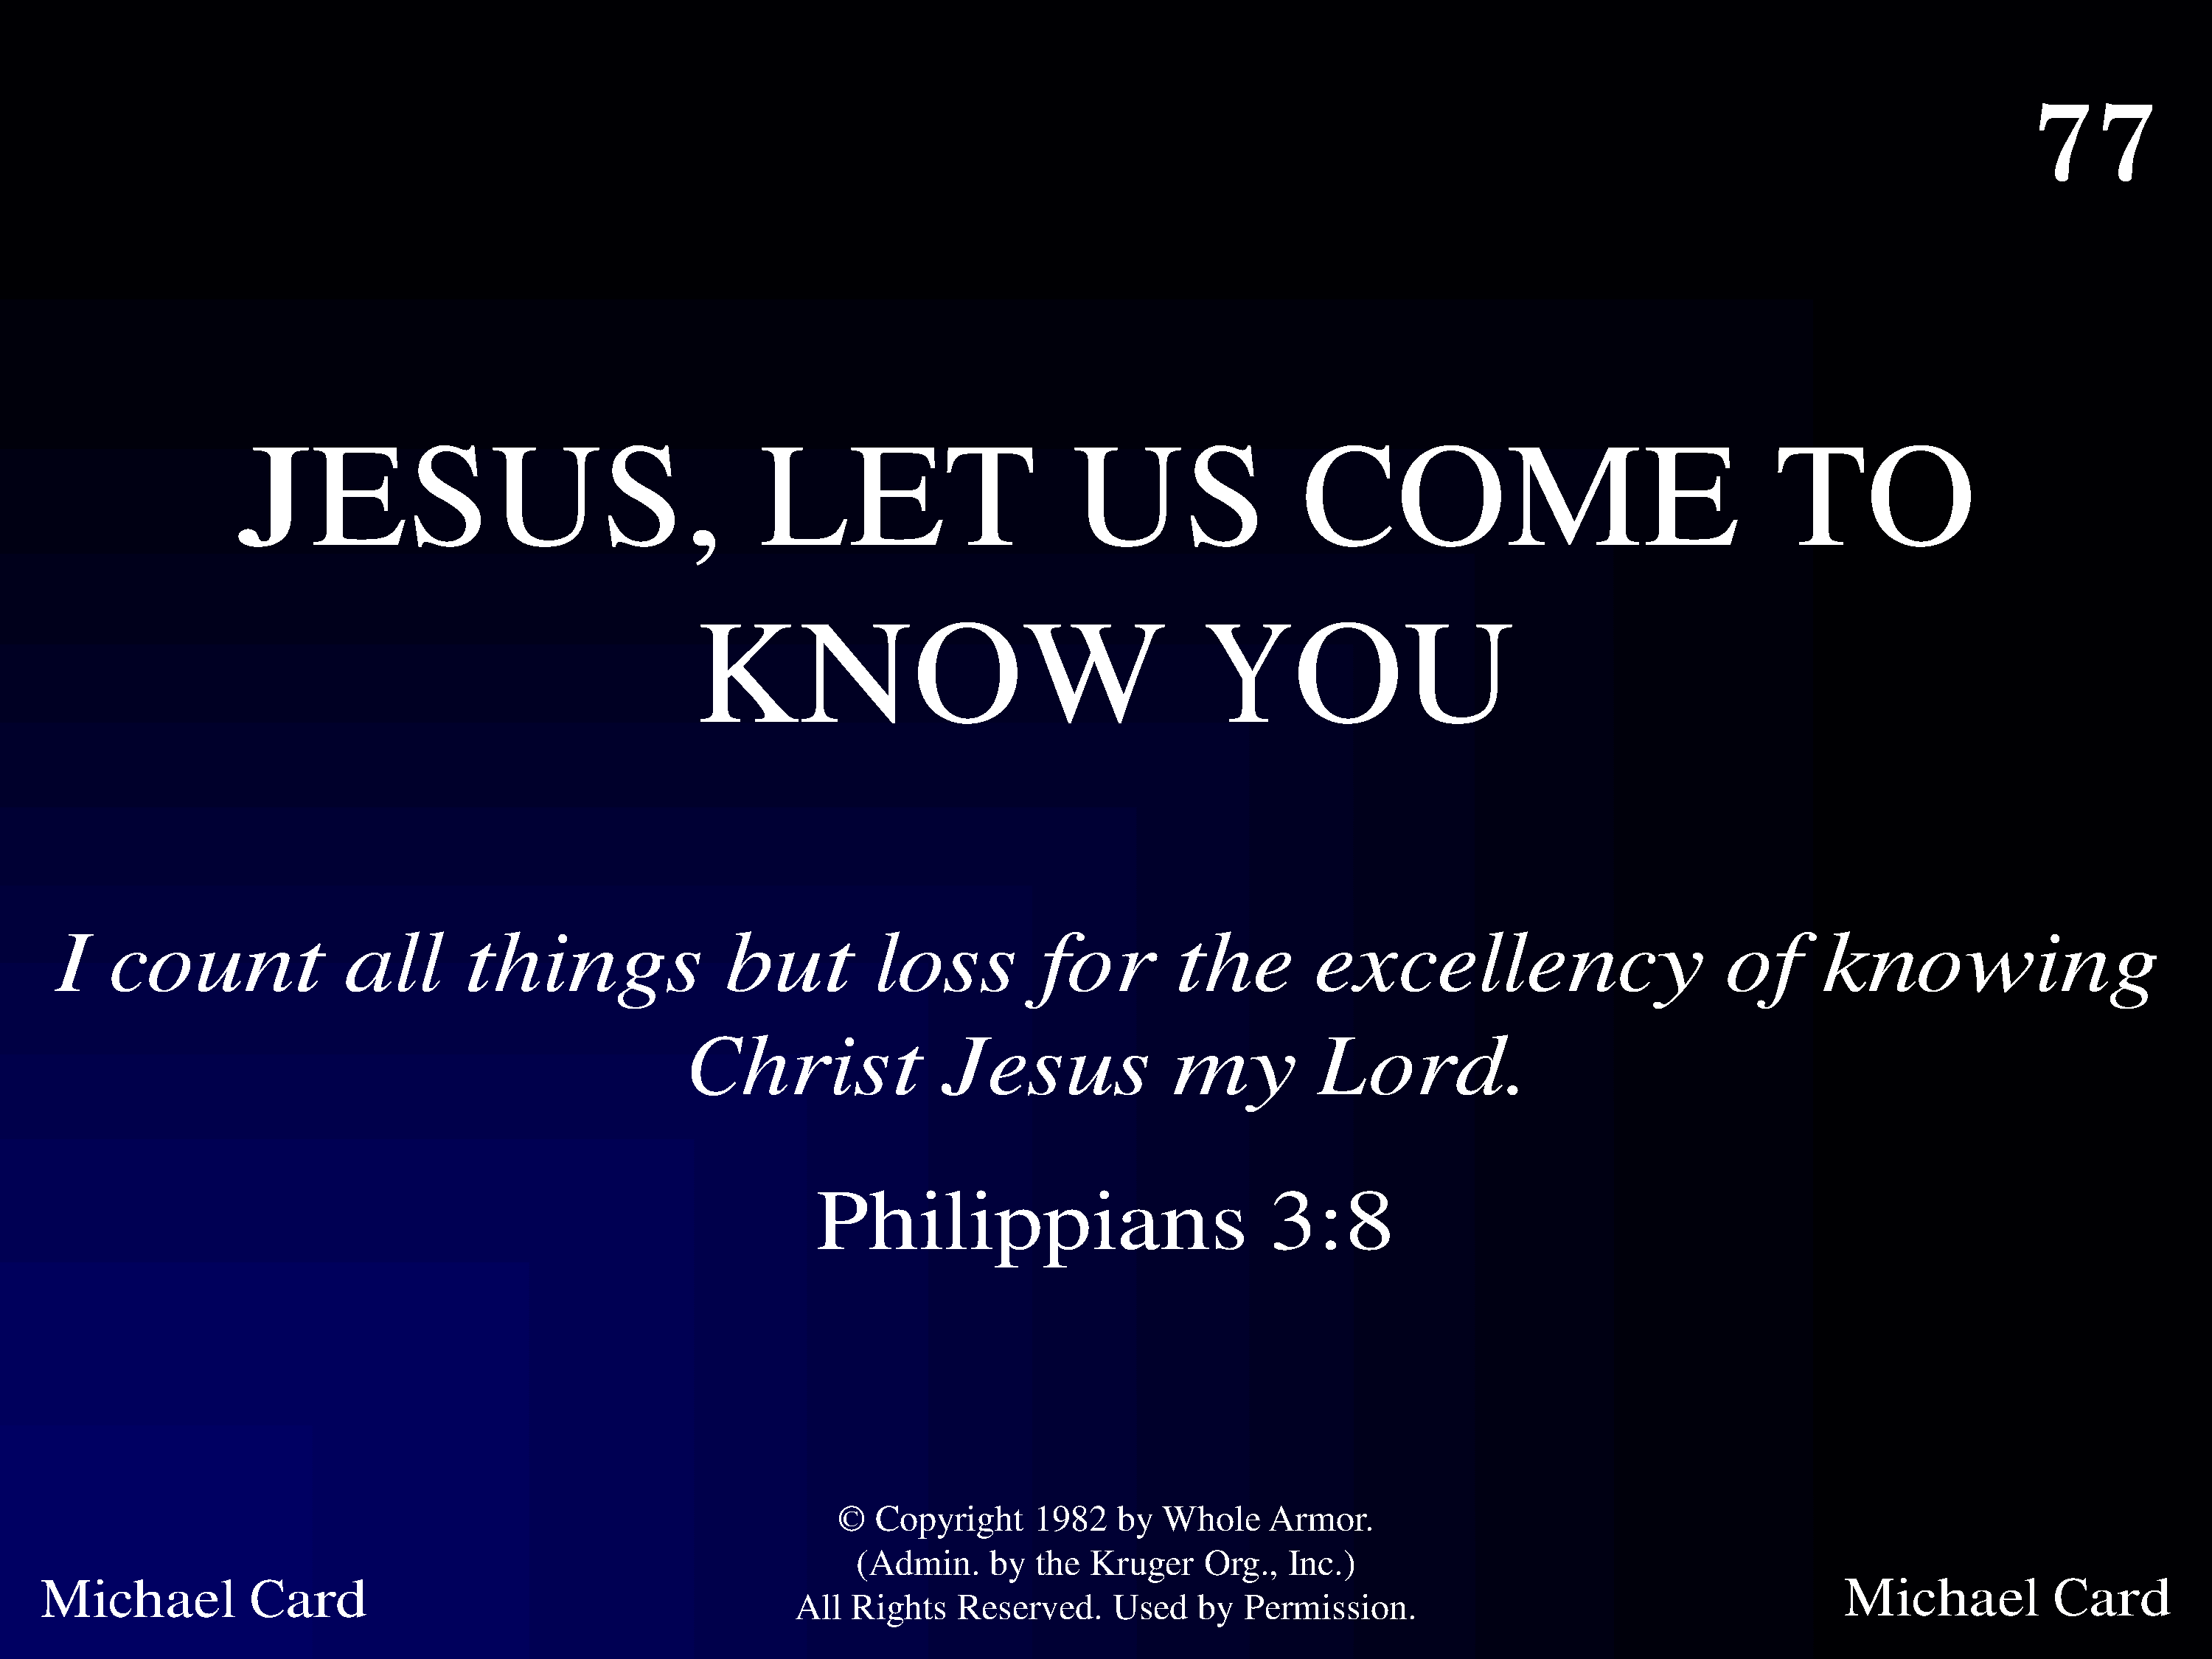 77
JESUS, LET US COME TO
KNOW YOU
I count all things but loss for the excellency of knowing
Christ Jesus my Lord.
Philippians 3:8
© Copyright 1982 by Whole Armor.
(Admin. by the Kruger Org., Inc.)
All Rights Reserved. Used by Permission.
Michael Card
Michael Card